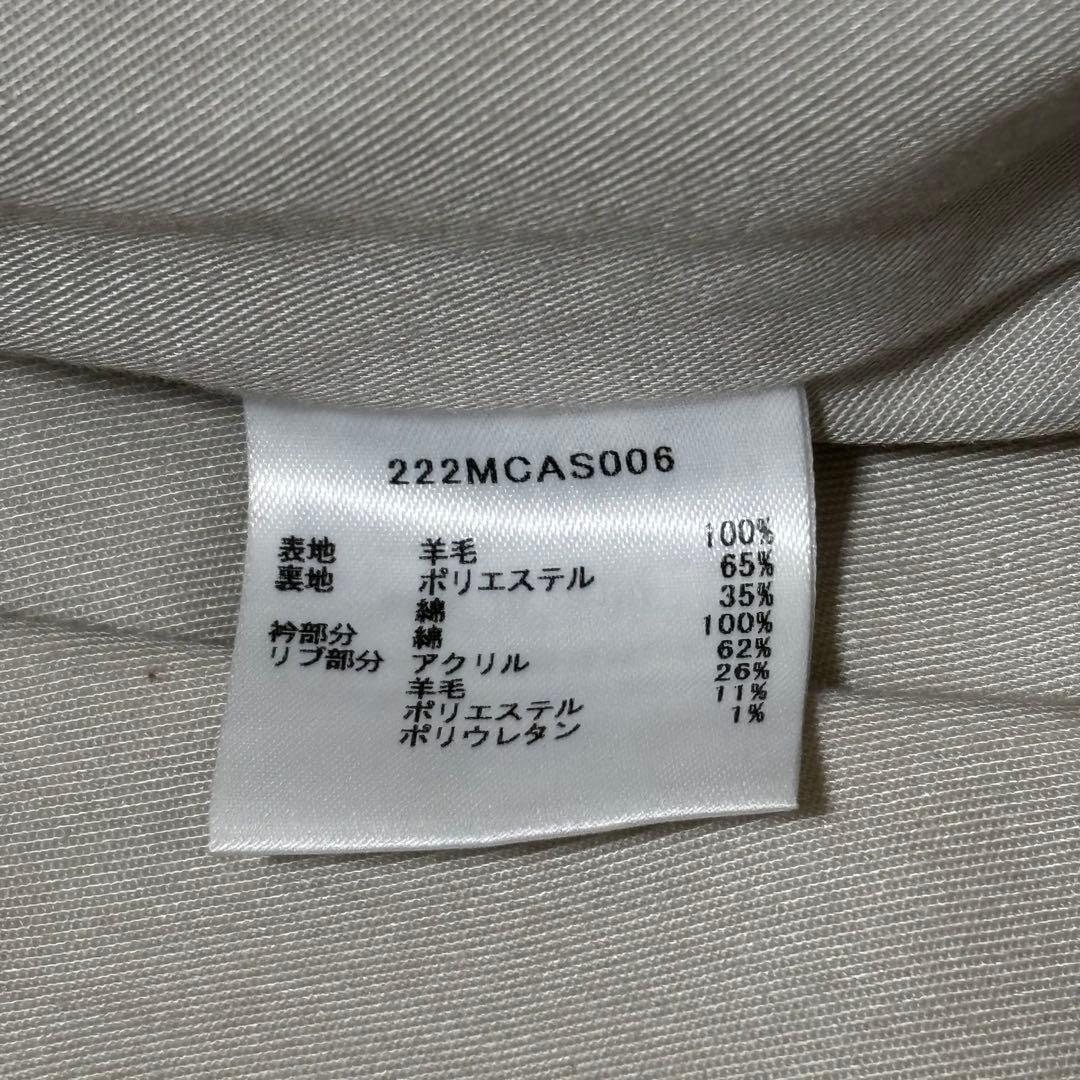 222MCAS006
表地 羊毛 100%
裏地 ポリエステル 65%
綿 35%
衿部分 綿 100%
リブ部分 アクリル 62%
羊毛 26%
ポリエステル 11%
ポリウレタン 1%